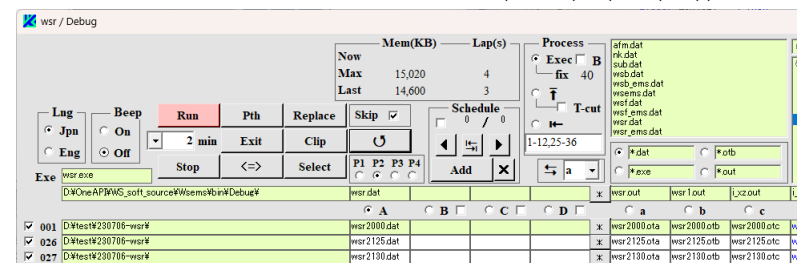 wsr / Debug
Mem(KB) Lap(s)
Now
Max 15,020 4
Last 14,600 3
Process
Exec B
fix 40
T
T-cut
1-12,25-36
a
afm.dat
nk.dat
sub.dat
wsb.dat
wsb_ems.dat
wsems.dat
wsf.dat
wsf_ems.dat
wsr.dat
wsr_ems.dat
*.dat *.otb
*.exe *.out
Lng Beep
Jpn On
Eng Off
Run Pth Replace Skip
2 min Exit Clip
Stop <=> Select P1 P2 P3 P4
Schedule
0 / 0
Add X
Exe wsr.exe
D:¥OneAPI¥WS_soft_source¥Wsems¥bin¥Debug¥ wsr.dat * wsr.out wsr1.out i_xz.out
A B C D a b c
001 D:¥test¥230706-wsr¥ wsr2000.dat * wsr2000.ota wsr2000.otb wsr2000.otc
026 D:¥test¥230706-wsr¥ wsr2125.dat * wsr2125.ota wsr2125.otb wsr2125.otc
027 D:¥test¥230706-wsr¥ wsr2130.dat * wsr2130.ota wsr2130.otb wsr2130.otc